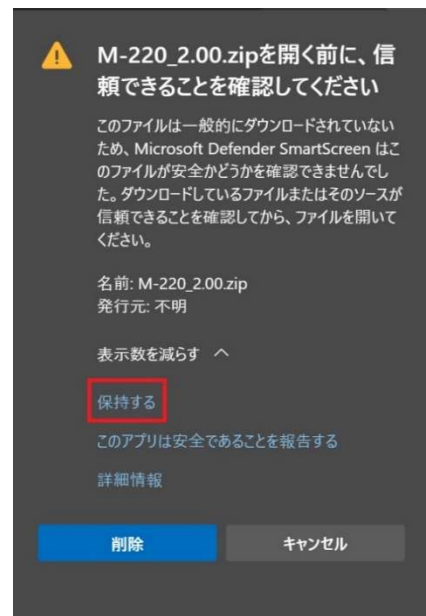 M-220_2.00.zipを開く前に、信
頼できることを確認してください
このファイルは一般的にダウンロードされていない
ため、Microsoft Defender SmartScreen はこ
のファイルが安全かどうかを確認できませんでし
た。ダウンロードしているファイルまたはそのソースが
信頼できることを確認してから、ファイルを開いて
ください。
名前: M-220_2.00.zip
発行元: 不明
表示数を減らす
保持する
このアプリは安全であることを報告する
詳細情報
削除
キャンセル